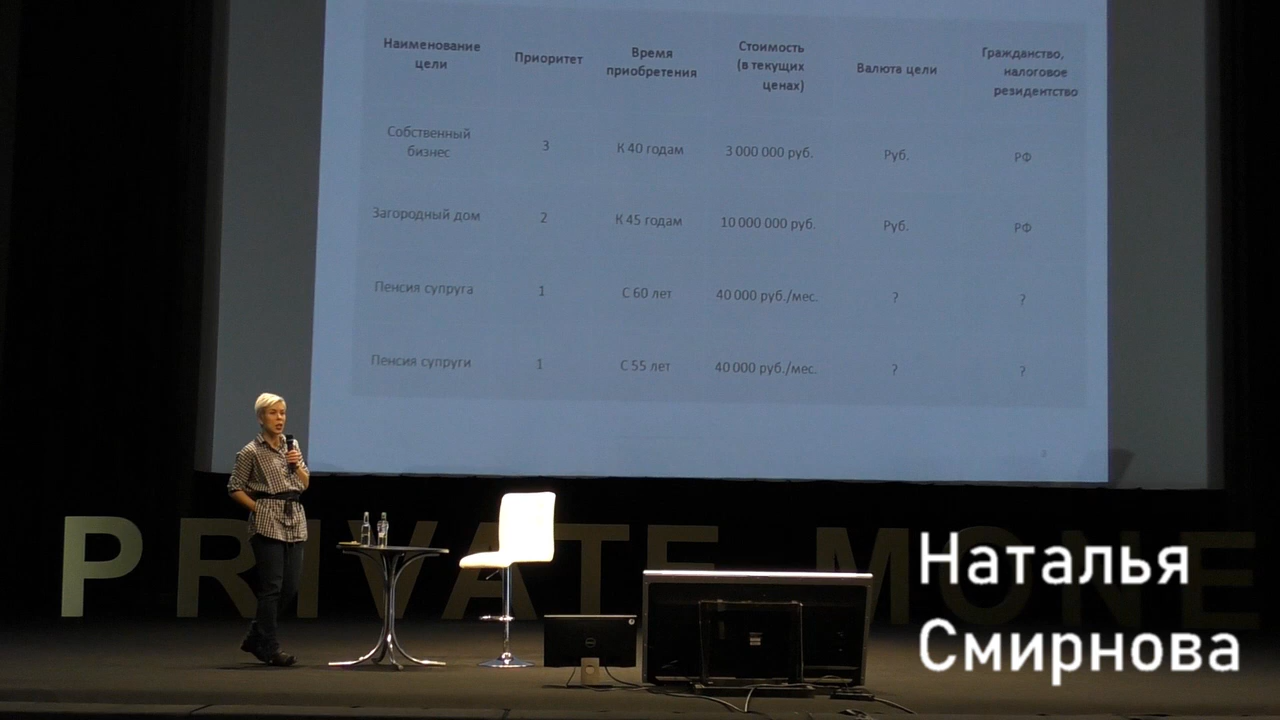 Наименование
цели
Приоритет
Время
приобретения
Стоимость
(в текущих
ценах)
Валюта цели
Гражданство,
налоговое
резидентство
Собственный
бизнес
3
К 40 годам
3 000 000 руб.
Руб.
РФ
Загородный дом
2
К 45 годам
10 000 000 руб.
Руб.
РФ
Пенсия супруга
1
С 60 лет
40 000 руб./мес.
?
?
Пенсия супруги
1
С 55 лет
40 000 руб./мес.
?
?
PRIVATE MONE
Наталья
Смирнова